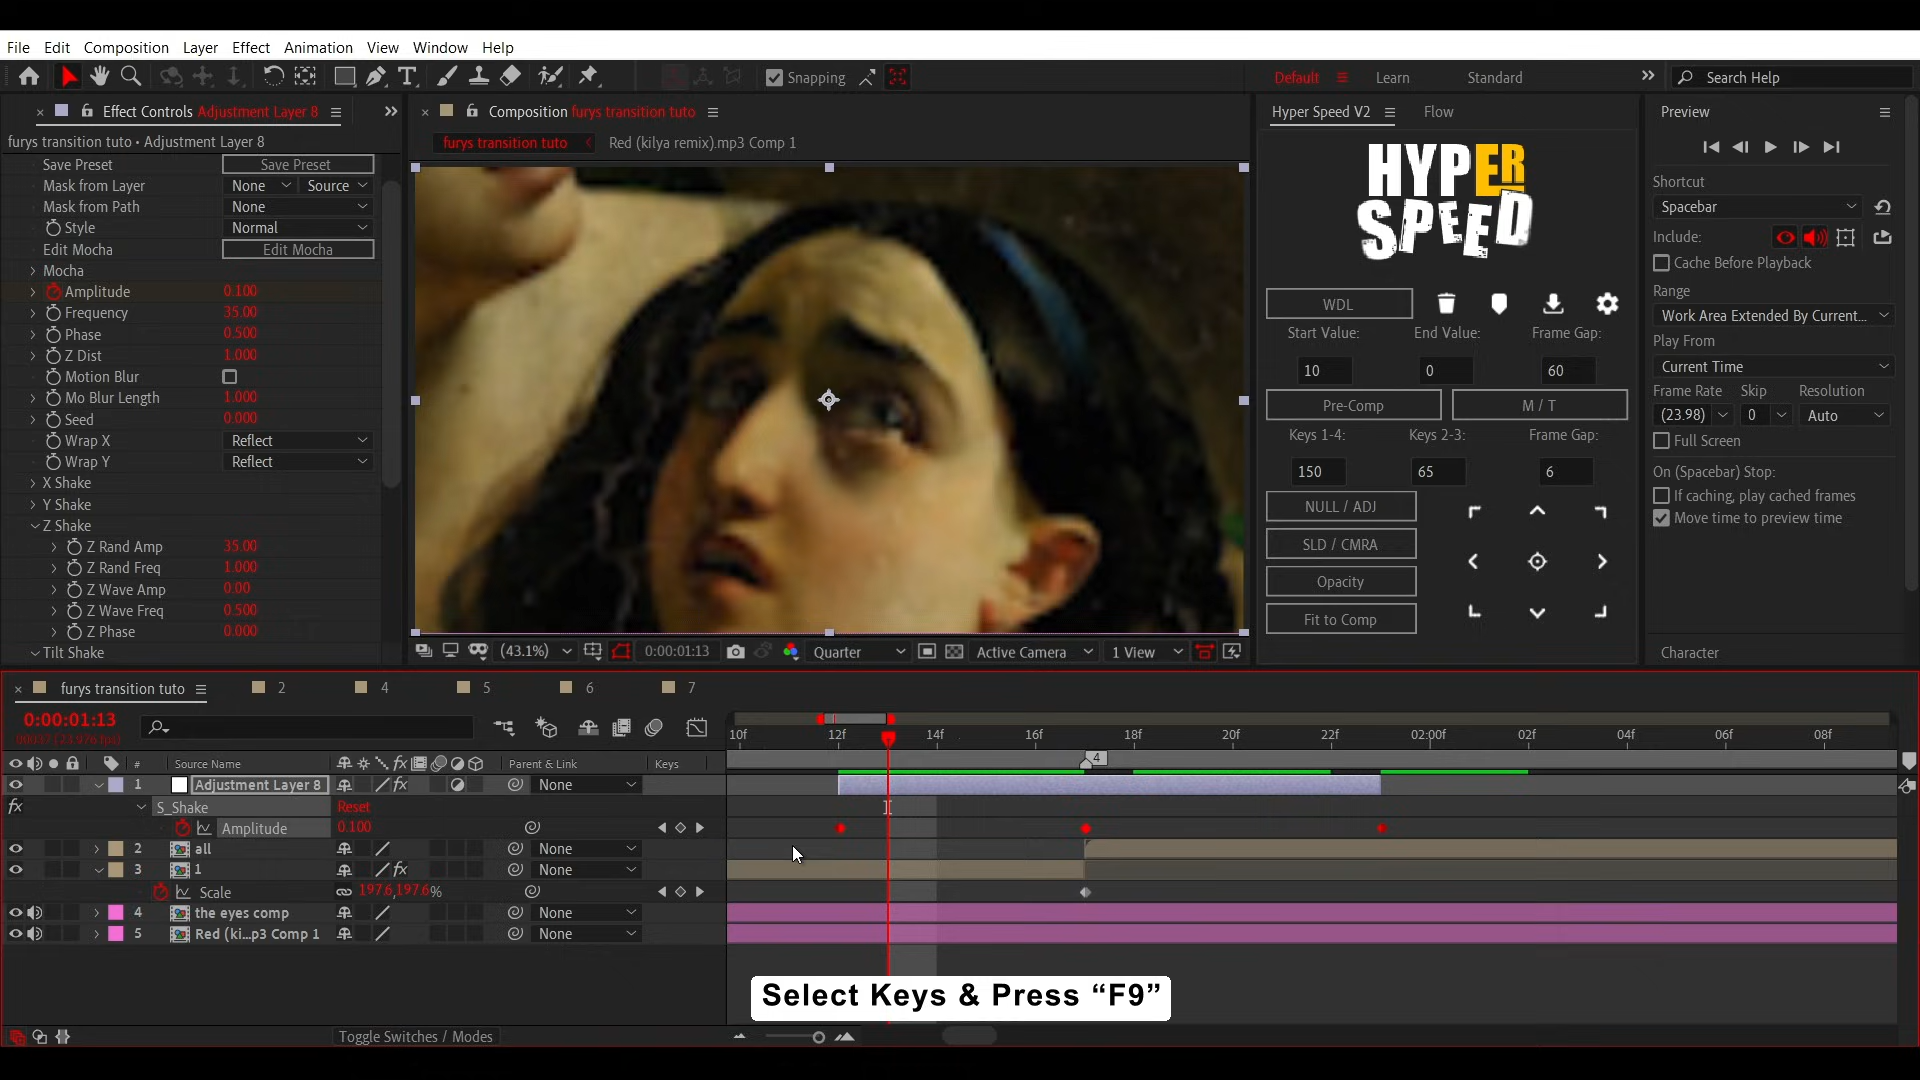 File Edit Composition Layer Effect Animation View Window Help
Snapping
Default Learn Standard Search Help
Effect Controls Adjustment Layer 8
furys transition tuto • Adjustment Layer 8
Save Preset Save Preset
Mask from Layer None Source
Mask from Path None
Style Normal
Edit Mocha Edit Mocha
Mocha
Amplitude 0.100
Frequency 35.00
Phase 0.500
Z Dist 1.000
Motion Blur
Mo Blur Length 1.000
Seed 0.000
Wrap X Reflect
Wrap Y Reflect
X Shake
Y Shake
Z Shake
Z Rand Amp 35.00
Z Rand Freq 1.000
Z Wave Amp 0.00
Z Wave Freq 0.500
Z Phase 0.000
Tilt Shake
Composition furys transition tuto
furys transition tuto Red (kilya remix).mp3 Comp 1
(43.1%) 0:00:01:13 Quarter Active Camera 1 View
Hyper Speed V2 Flow
HYPER
SPEED
WDL
Start Value: End Value: Frame Gap:
10 0 60
Pre-Comp M / T
Keys 1-4: Keys 2-3: Frame Gap:
150 65 6
NULL / ADJ
SLD / CMRA
Opacity
Fit to Comp
Preview
Shortcut
Spacebar
Include:
Cache Before Playback
Range
Work Area Extended By Current...
Play From
Current Time
Frame Rate Skip Resolution
(23.98) 0 Auto
Full Screen
On (Spacebar) Stop:
If caching, play cached frames
Move time to preview time
Character
furys transition tuto 2 4 5 6 7
0:00:01:13
00037 (23.976 fps)
10f 12f 14f 16f 18f 20f 22f 02:00f 02f 04f 06f 08f
# Source Name Parent & Link Keys
4
1 Adjustment Layer 8 None
S_Shake Reset
Amplitude 0.100
2 all None
3 1 None
Scale 197.6,197.6%
4 the eyes comp None
5 Red (ki...p3 Comp 1 None
Select Keys & Press “F9”
Toggle Switches / Modes